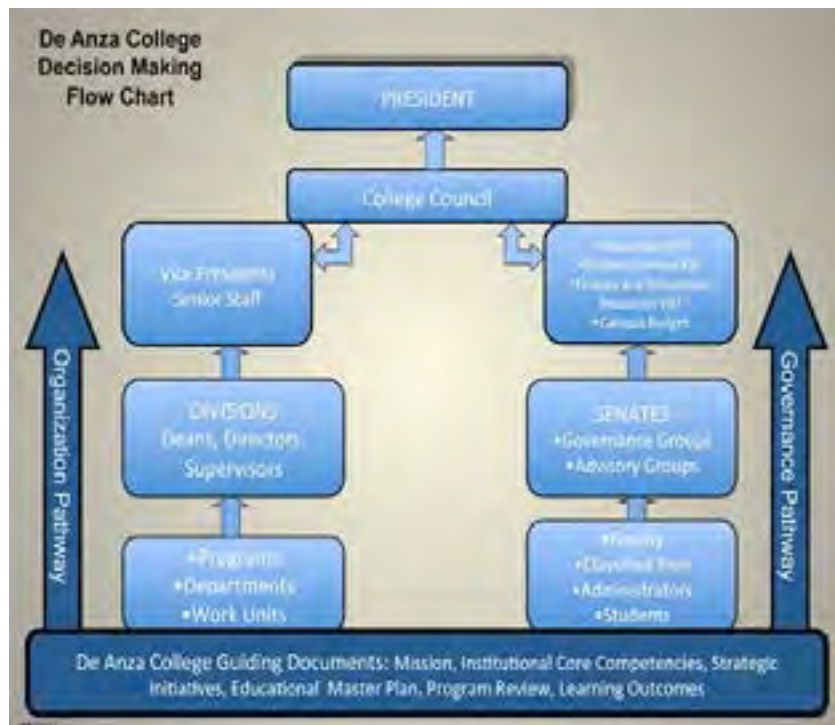 De Anza College
Decision Making
Flow Chart
PRESIDENT
College Council
Vice Presidents
Senior Staff
•Campus Budget
DIVISIONS
Deans, Directors,
Supervisors
SENATES
•Governance Groups
•Advisory Groups
•Programs
•Departments
•Work Units
•Faculty
•Classified
•Administrators
•Students
Organization Pathway
Governance Pathway
De Anza College Guiding Documents: Mission, Institutional Core Competencies, Strategic
Initiatives, Educational Master Plan, Program Review, Learning Outcomes